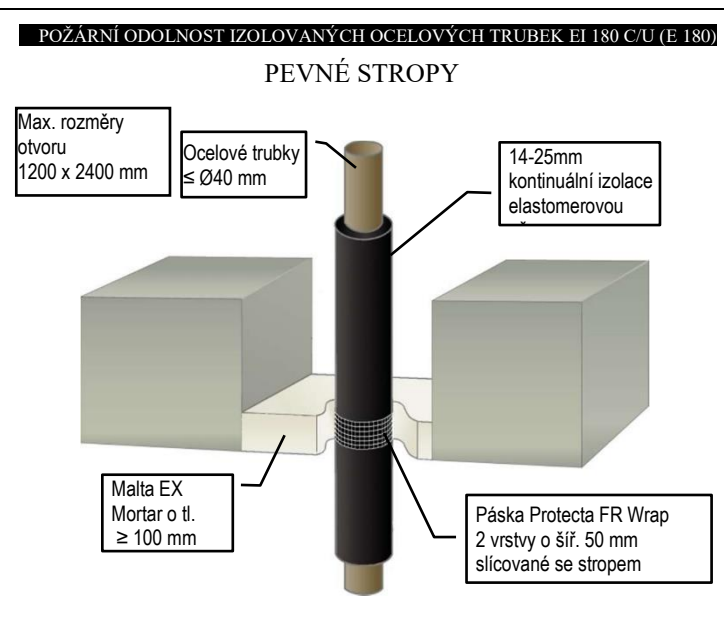 POŽÁRNÍ ODOLNOST IZOLOVANÝCH OCELOVÝCH TRUBEK EI 180 C/U (E 180)
PEVNÉ STROPY
Max. rozměry
otvoru
1200 x 2400 mm
Ocelové trubky
≤ Ø40 mm
14-25mm
kontinuální izolace
elastomerovou
Malta EX
Mortar o tl.
≥ 100 mm
Páska Protecta FR Wrap
2 vrstvy o šíř. 50 mm
slícované se stropem